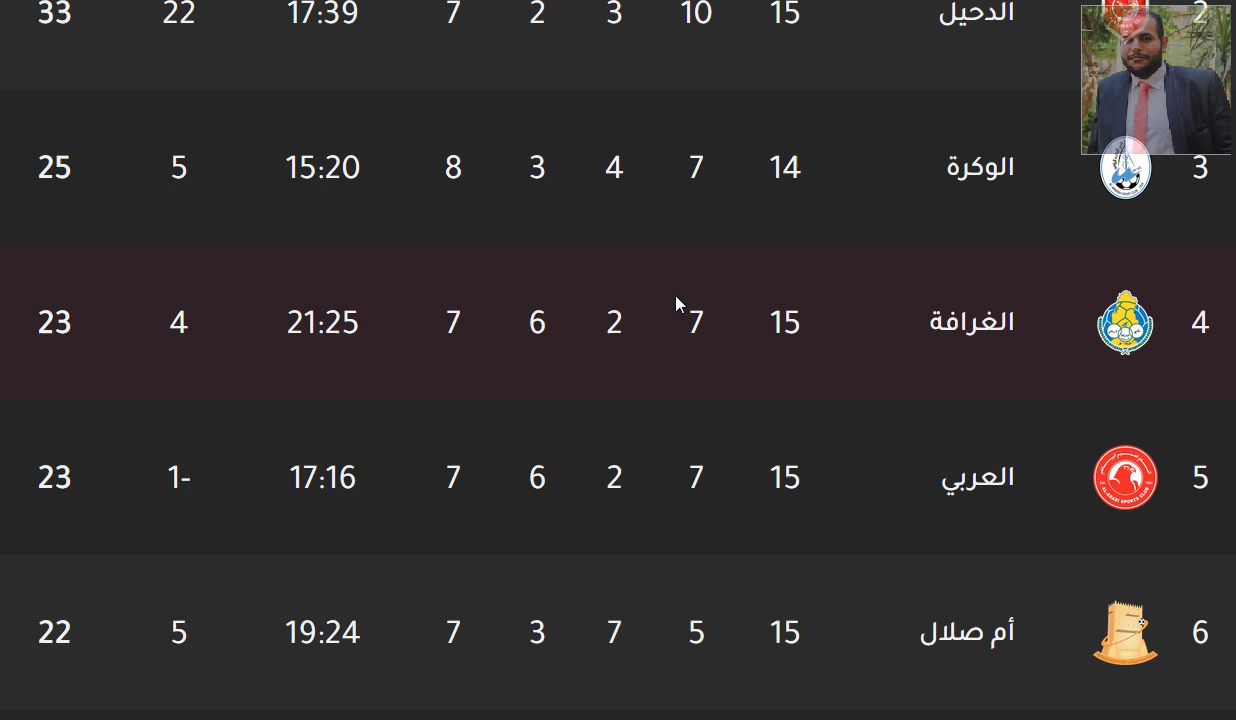 2 الدحيل 15 10 3 2 7 17:39 22 33
3 الوكرة 14 7 4 3 8 15:20 5 25
4 الغرافة 15 7 2 6 7 21:25 4 23
5 العربي 15 7 2 6 7 17:16 1- 23
6 أم صلال 15 5 7 3 7 19:24 5 22